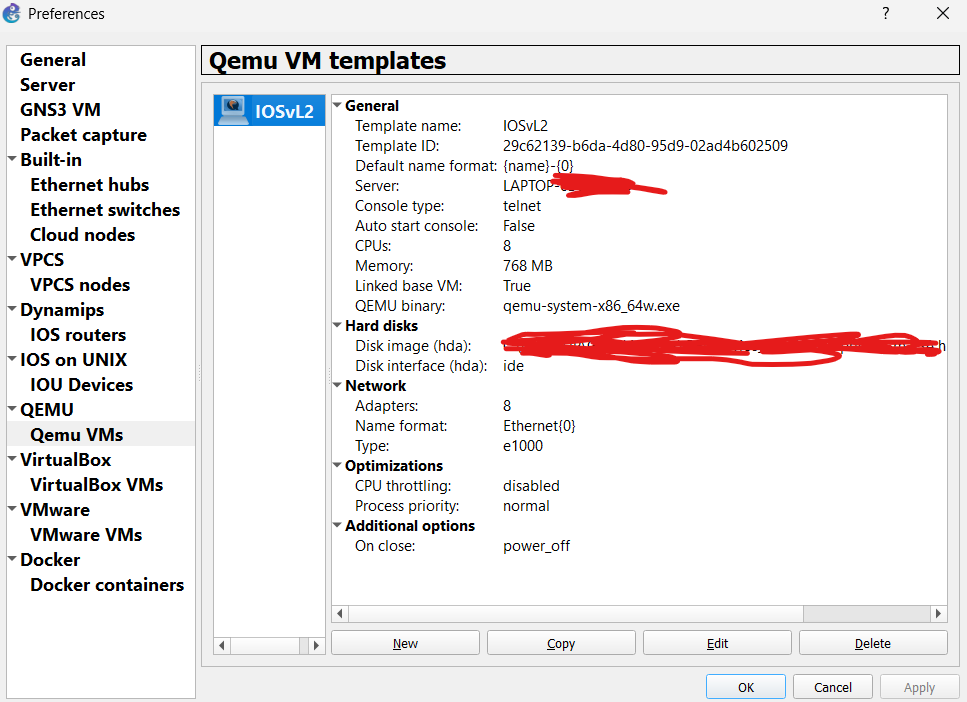 Preferences
?
General
Server
GNS3 VM
Packet capture
Built-in
Ethernet hubs
Ethernet switches
Cloud nodes
VPCS
VPCS nodes
Dynamips
IOS routers
IOS on UNIX
IOU Devices
QEMU
Qemu VMs
VirtualBox
VirtualBox VMs
VMware
VMware VMs
Docker
Docker containers
Qemu VM templates
IOSvL2
General
Template name: IOSvL2
Template ID: 29c62139-b6da-4d80-95d9-02ad4b602509
Default name format: {name}-{0}
Server: LAPTOP-
Console type: telnet
Auto start console: False
CPUs: 8
Memory: 768 MB
Linked base VM: True
QEMU binary: qemu-system-x86_64w.exe
Hard disks
Disk image (hda):
Disk interface (hda): ide
Network
Adapters: 8
Name format: Ethernet{0}
Type: e1000
Optimizations
CPU throttling: disabled
Process priority: normal
Additional options
On close: power_off
New Copy Edit Delete
OK Cancel Apply